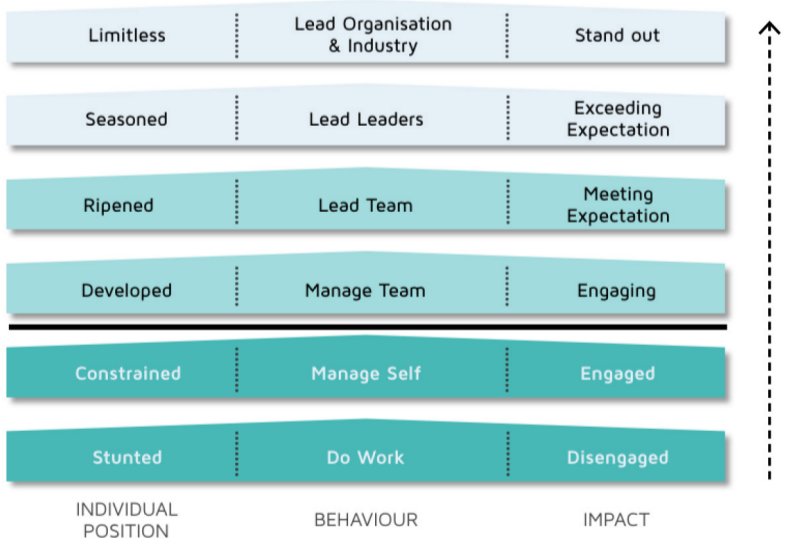 Limitless
Lead Organisation
& Industry
Stand out
Seasoned
Lead Leaders
Exceeding
Expectation
Ripened
Lead Team
Meeting
Expectation
Developed
Manage Team
Engaging
Constrained
Manage Self
Engaged
Stunted
Do Work
Disengaged
INDIVIDUAL
POSITION
BEHAVIOUR
IMPACT